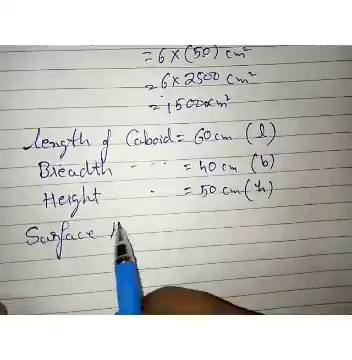 = 6 × (50) cm²
= 6 × 2500 cm²
= 15000 cm²
Length of Cuboid = 60 cm (l)
Breadth - - - = 40 cm (b)
Height - = 50 cm (h)
Surface